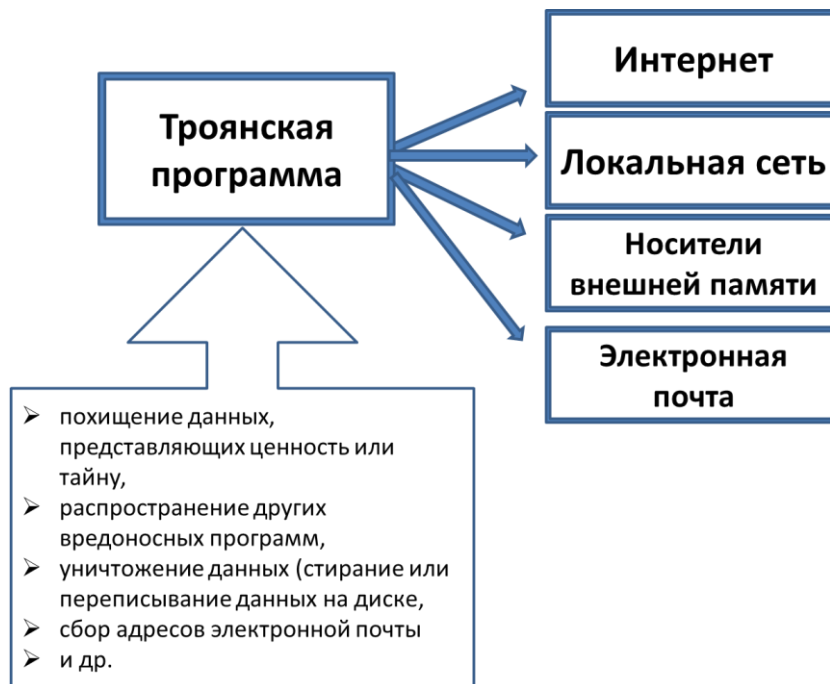 Троянская
программа
Интернет
Локальная сеть
Носители
внешней памяти
Электронная
почта
➢ похищение данных,
представляющих ценность или
тайну,
➢ распространение других
вредоносных программ,
➢ уничтожение данных (стирание или
переписывание данных на диске,
➢ сбор адресов электронной почты
➢ и др.